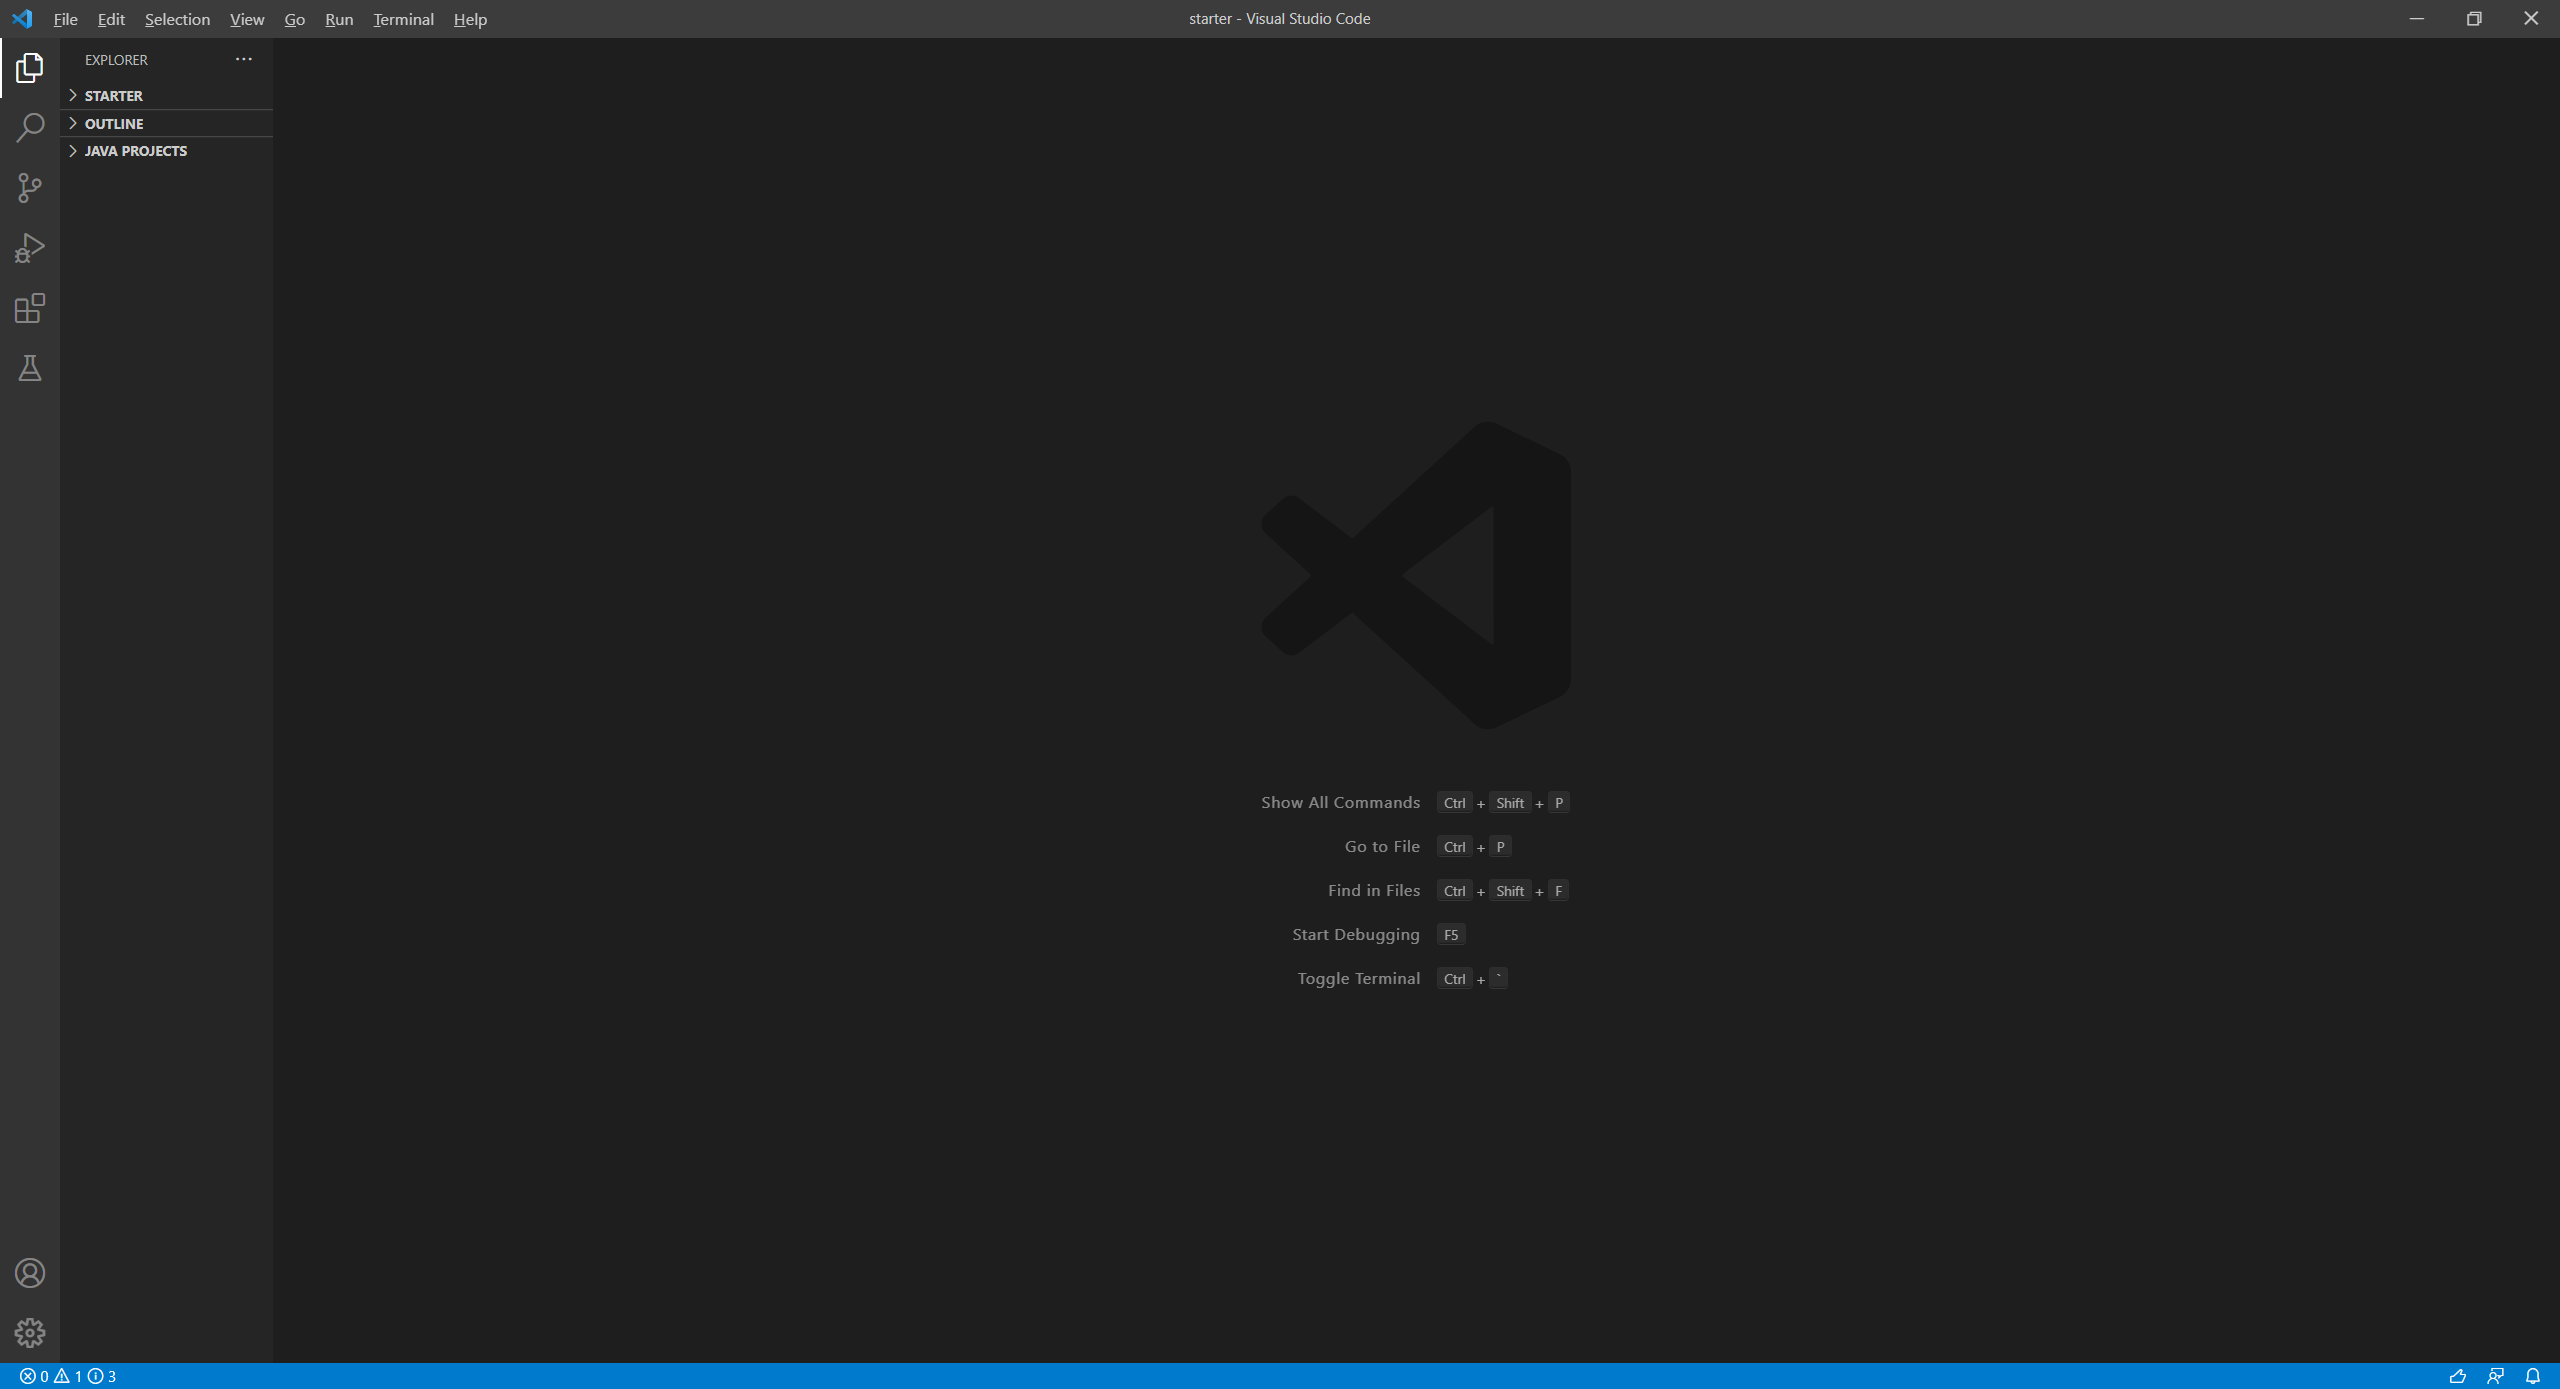 File Edit Selection View Go Run Terminal Help
starter - Visual Studio Code
EXPLORER
STARTER
OUTLINE
JAVA PROJECTS
Show All Commands Ctrl + Shift + P
Go to File Ctrl + P
Find in Files Ctrl + Shift + F
Start Debugging F5
Toggle Terminal Ctrl + `
0 1 3